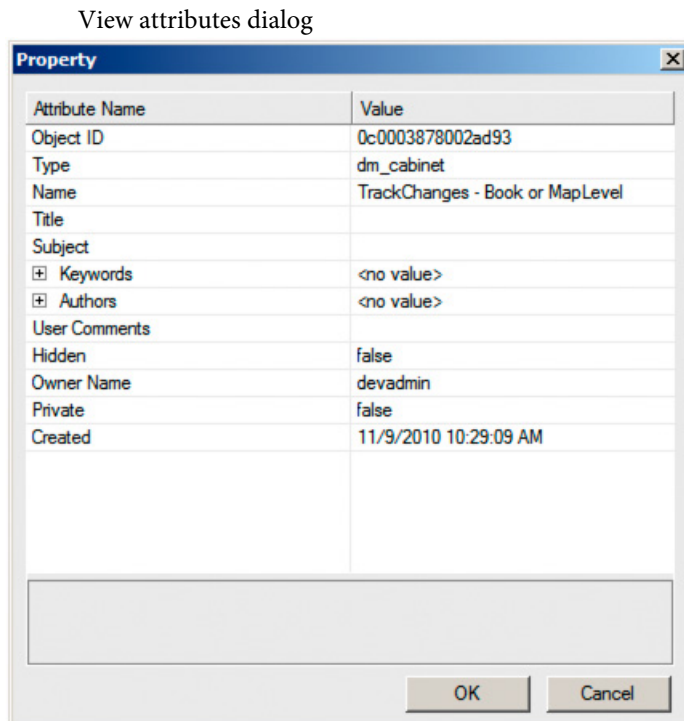 View attributes dialog
Property
Attribute Name Value
Object ID 0c0003878002ad93
Type dm_cabinet
Name TrackChanges - Book or MapLevel
Title
Subject
Keywords <no value>
Authors <no value>
User Comments
Hidden false
Owner Name devadmin
Private false
Created 11/9/2010 10:29:09 AM
OK Cancel